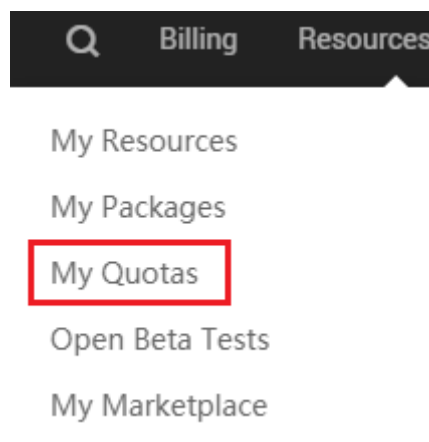 Billing Resources
My Resources
My Packages
My Quotas
Open Beta Tests
My Marketplace